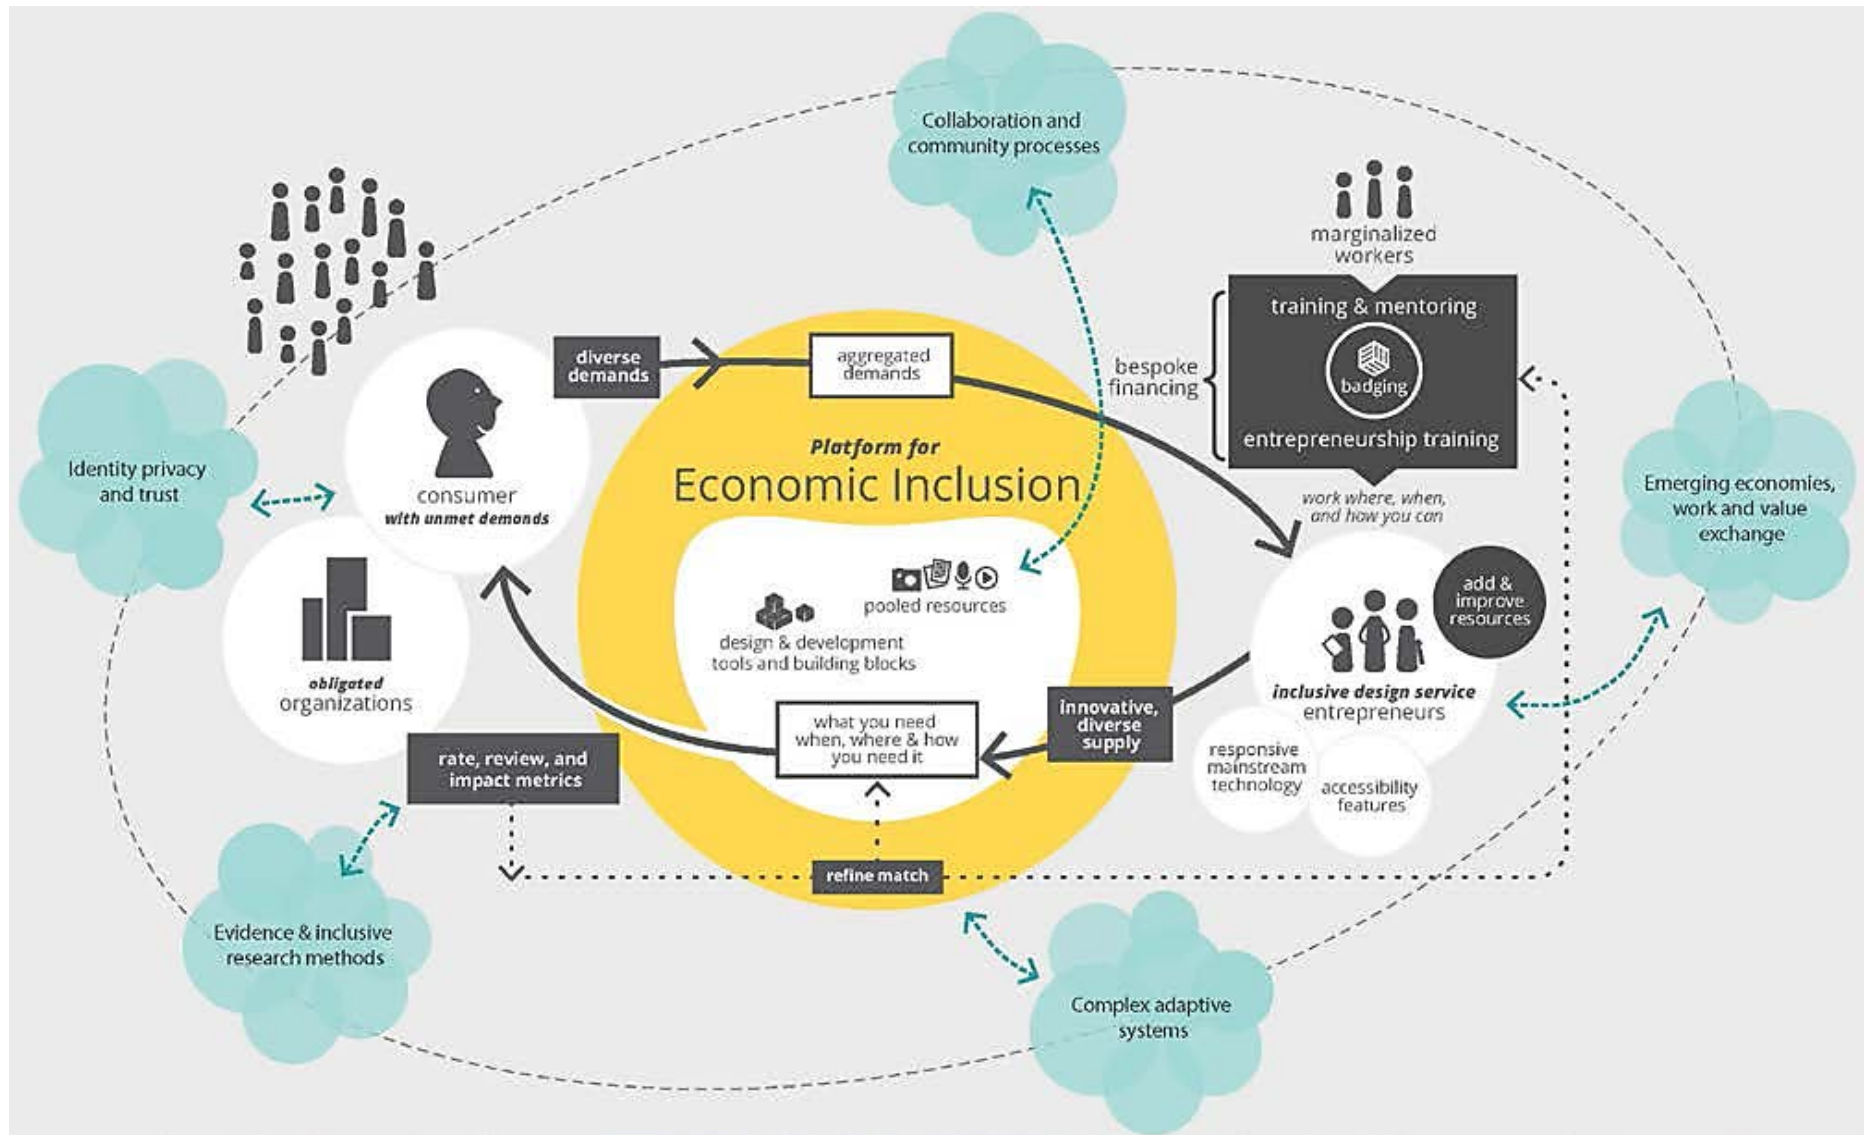 Collaboration and
community processes
marginalized
workers
training & mentoring
badging
entrepreneurship training
bespoke
financing
work where, when,
and how you can
diverse
demands
aggregated
demands
Platform for
Economic Inclusion
pooled resources
design & development
tools and building blocks
what you need
when, where & how
you need it
innovative,
diverse
supply
refine match
Identity privacy
and trust
consumer
with unmet demands
obligated
organizations
rate, review, and
impact metrics
add &
improve
resources
inclusive design service
entrepreneurs
responsive
mainstream
technology
accessibility
features
Emerging economies,
work and value
exchange
Evidence & inclusive
research methods
Complex adaptive
systems